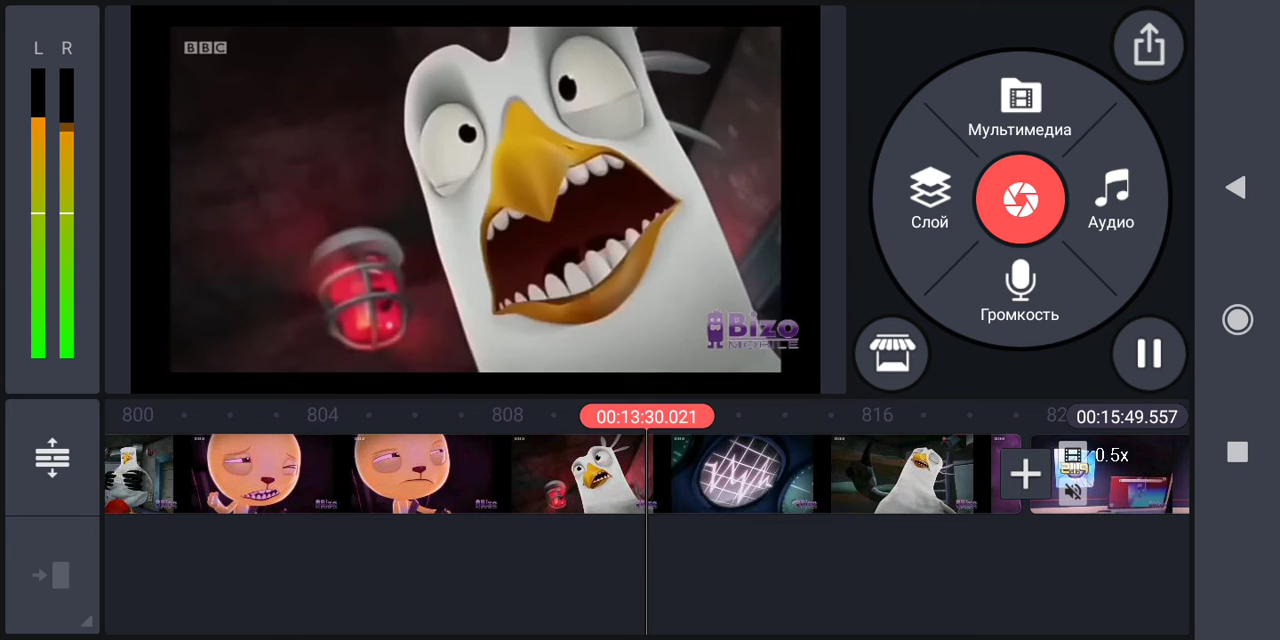 L R
BBC
Bizo
MOBILE
Мультимедиа
Слой
Аудио
Громкость
800
804
808
00:13:30.021
816
82
00:15:49.557
0.5x